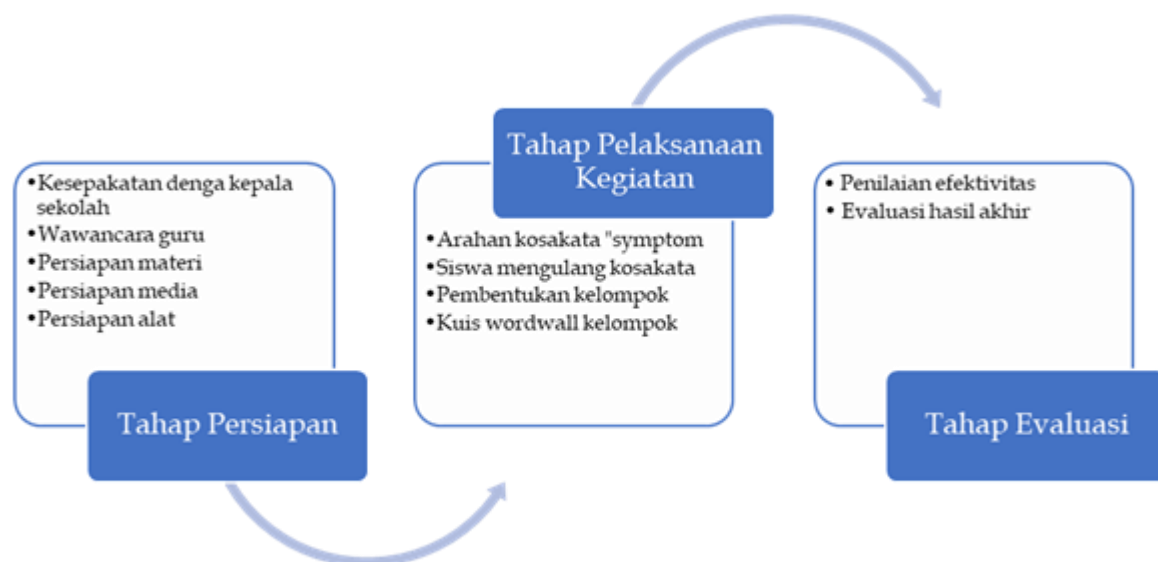 •Kesepakatan denga kepala
sekolah
•Wawancara guru
•Persiapan materi
•Persiapan media
•Persiapan alat
Tahap Persiapan
Tahap Pelaksanaan
Kegiatan
•Arahan kosakata "symptom
•Siswa mengulang kosakata
•Pembentukan kelompok
•Kuis wordwall kelompok
• Penilaian efektivitas
• Evaluasi hasil akhir
Tahap Evaluasi